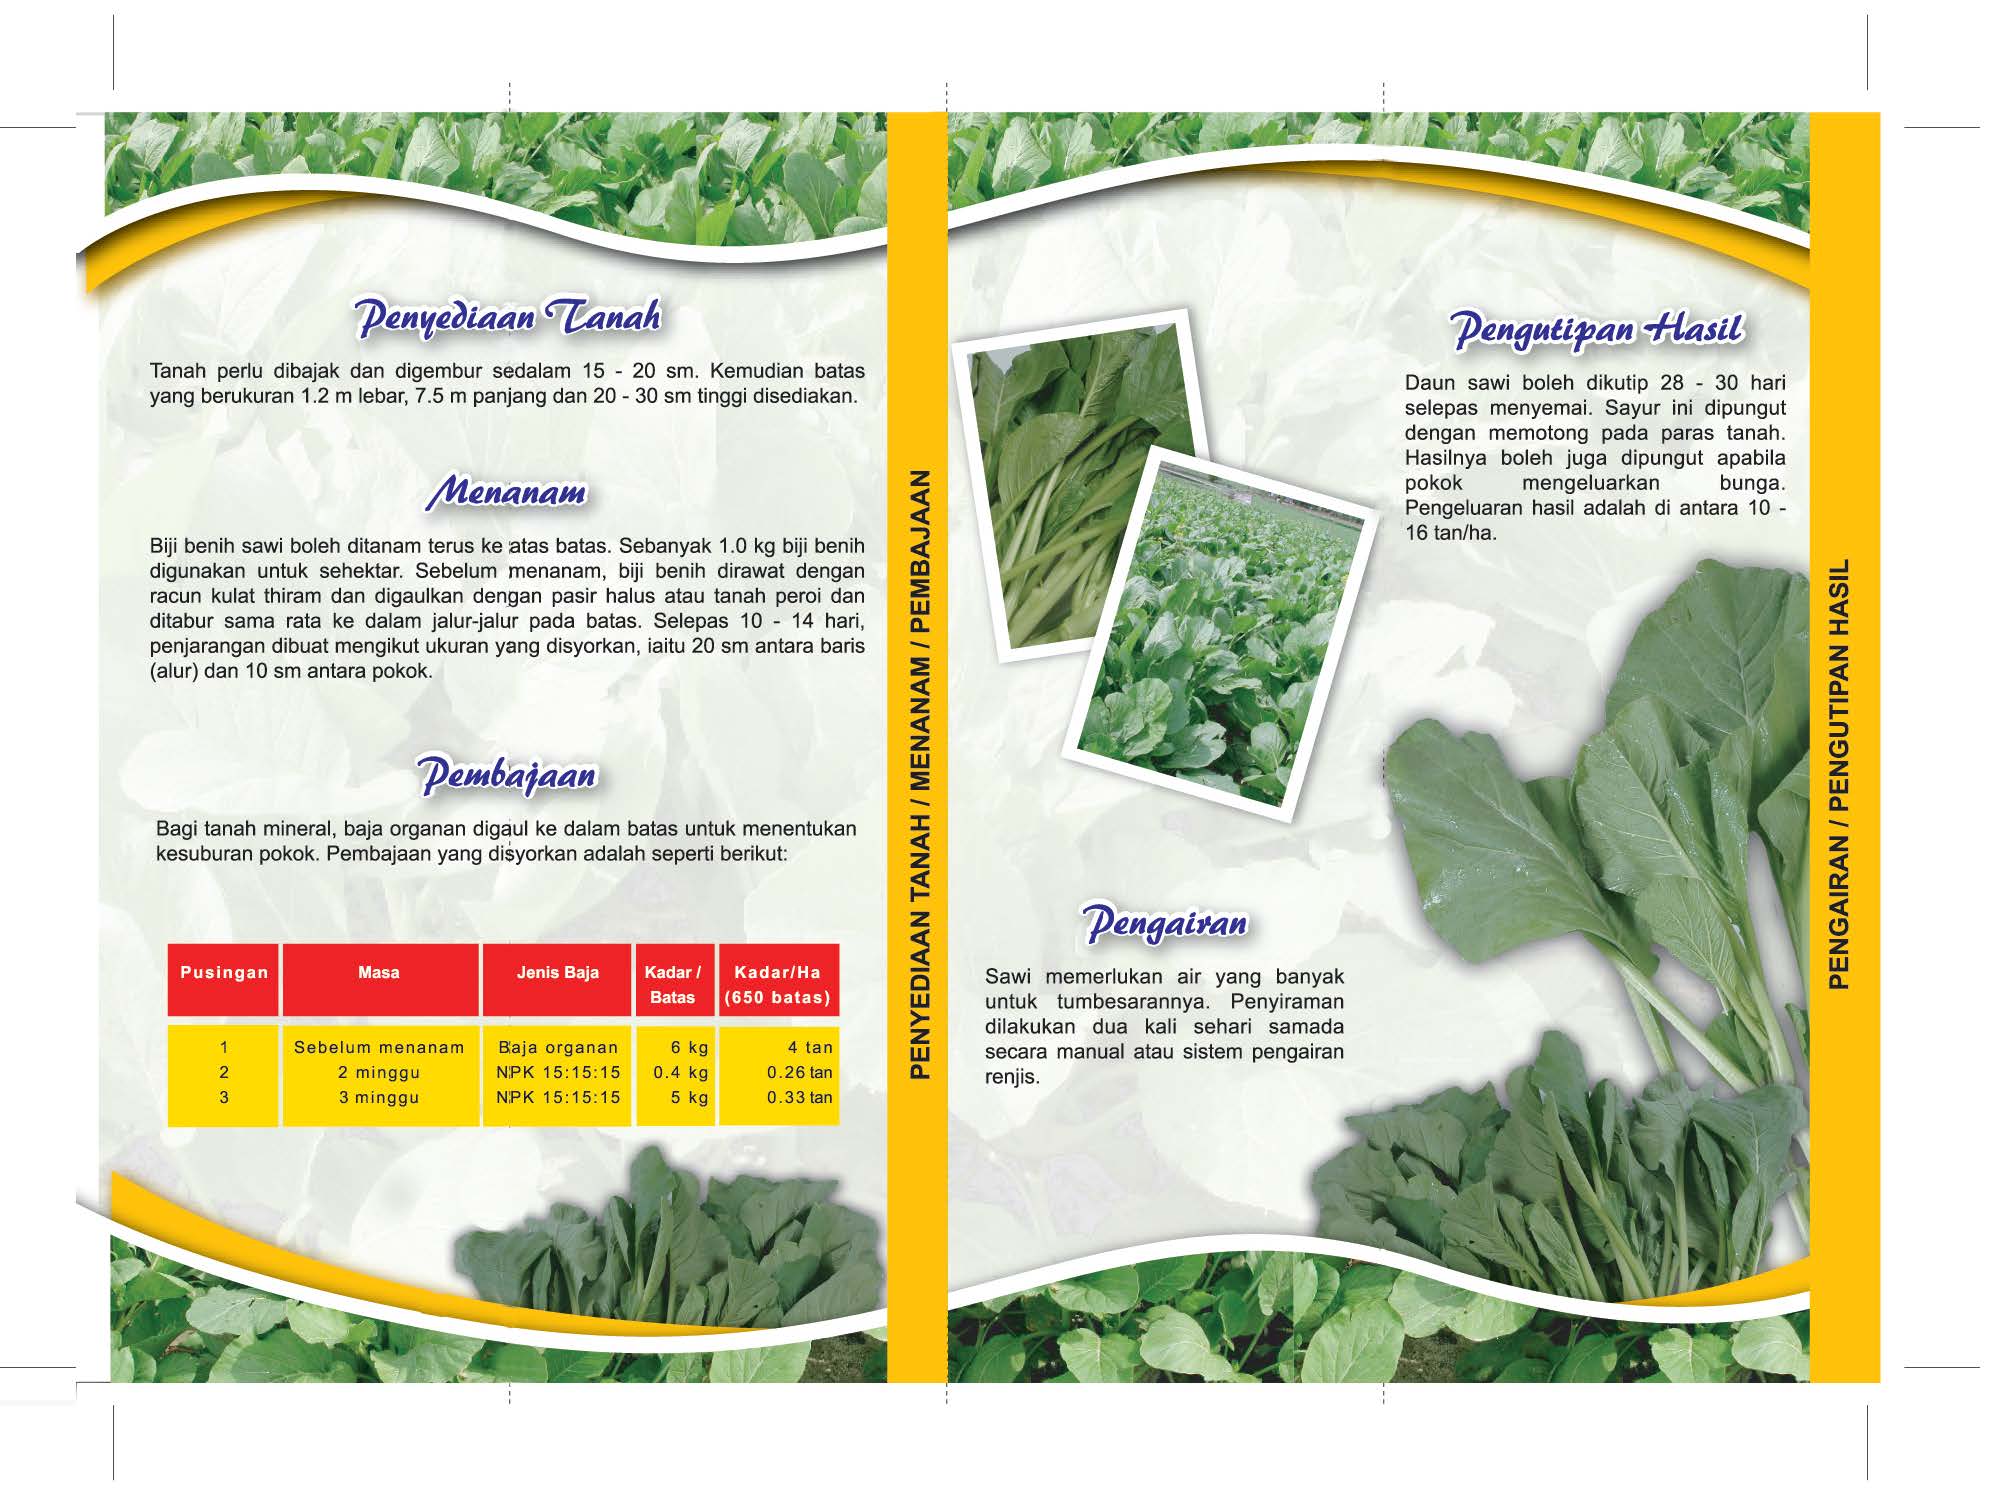 Penyediaan Tanah
Tanah perlu dibajak dan digembur sedalam 15 - 20 sm. Kemudian batas
yang berukuran 1.2 m lebar, 7.5 m panjang dan 20 - 30 sm tinggi disediakan.
Menanam
Biji benih sawi boleh ditanam terus ke atas batas. Sebanyak 1.0 kg biji benih
digunakan untuk sehektar. Sebelum menanam, biji benih dirawat dengan
racun kulat thiram dan digaulkan dengan pasir halus atau tanah peroi dan
ditabur sama rata ke dalam jalur-jalur pada batas. Selepas 10 - 14 hari,
penjarangan dibuat mengikut ukuran yang disyorkan, iaitu 20 sm antara baris
(alur) dan 10 sm antara pokok.
Pembajaan
Bagi tanah mineral, baja organan digaul ke dalam batas untuk menentukan
kesuburan pokok. Pembajaan yang disyorkan adalah seperti berikut:
Pusingan Masa Jenis Baja Kadar / Kadar/Ha
Batas (650 batas)
1 Sebelum menanam Baja organan 6 kg 4 tan
2 2 minggu NPK 15:15:15 0.4 kg 0.26 tan
3 3 minggu NPK 15:15:15 5 kg 0.33 tan
PENYEDIAAN TANAH / MENANAM / PEMBAJAAN
Pengutipan Hasil
Daun sawi boleh dikutip 28 - 30 hari
selepas menyemai. Sayur ini dipungut
dengan memotong pada paras tanah.
Hasilnya boleh juga dipungut apabila
pokok mengeluarkan bunga.
Pengeluaran hasil adalah di antara 10 -
16 tan/ha.
Pengairan
Sawi memerlukan air yang banyak
untuk tumbesarannya. Penyiraman
dilakukan dua kali sehari samada
secara manual atau sistem pengairan
renjis.
PENGAIRAN / PENGUTIPAN HASIL